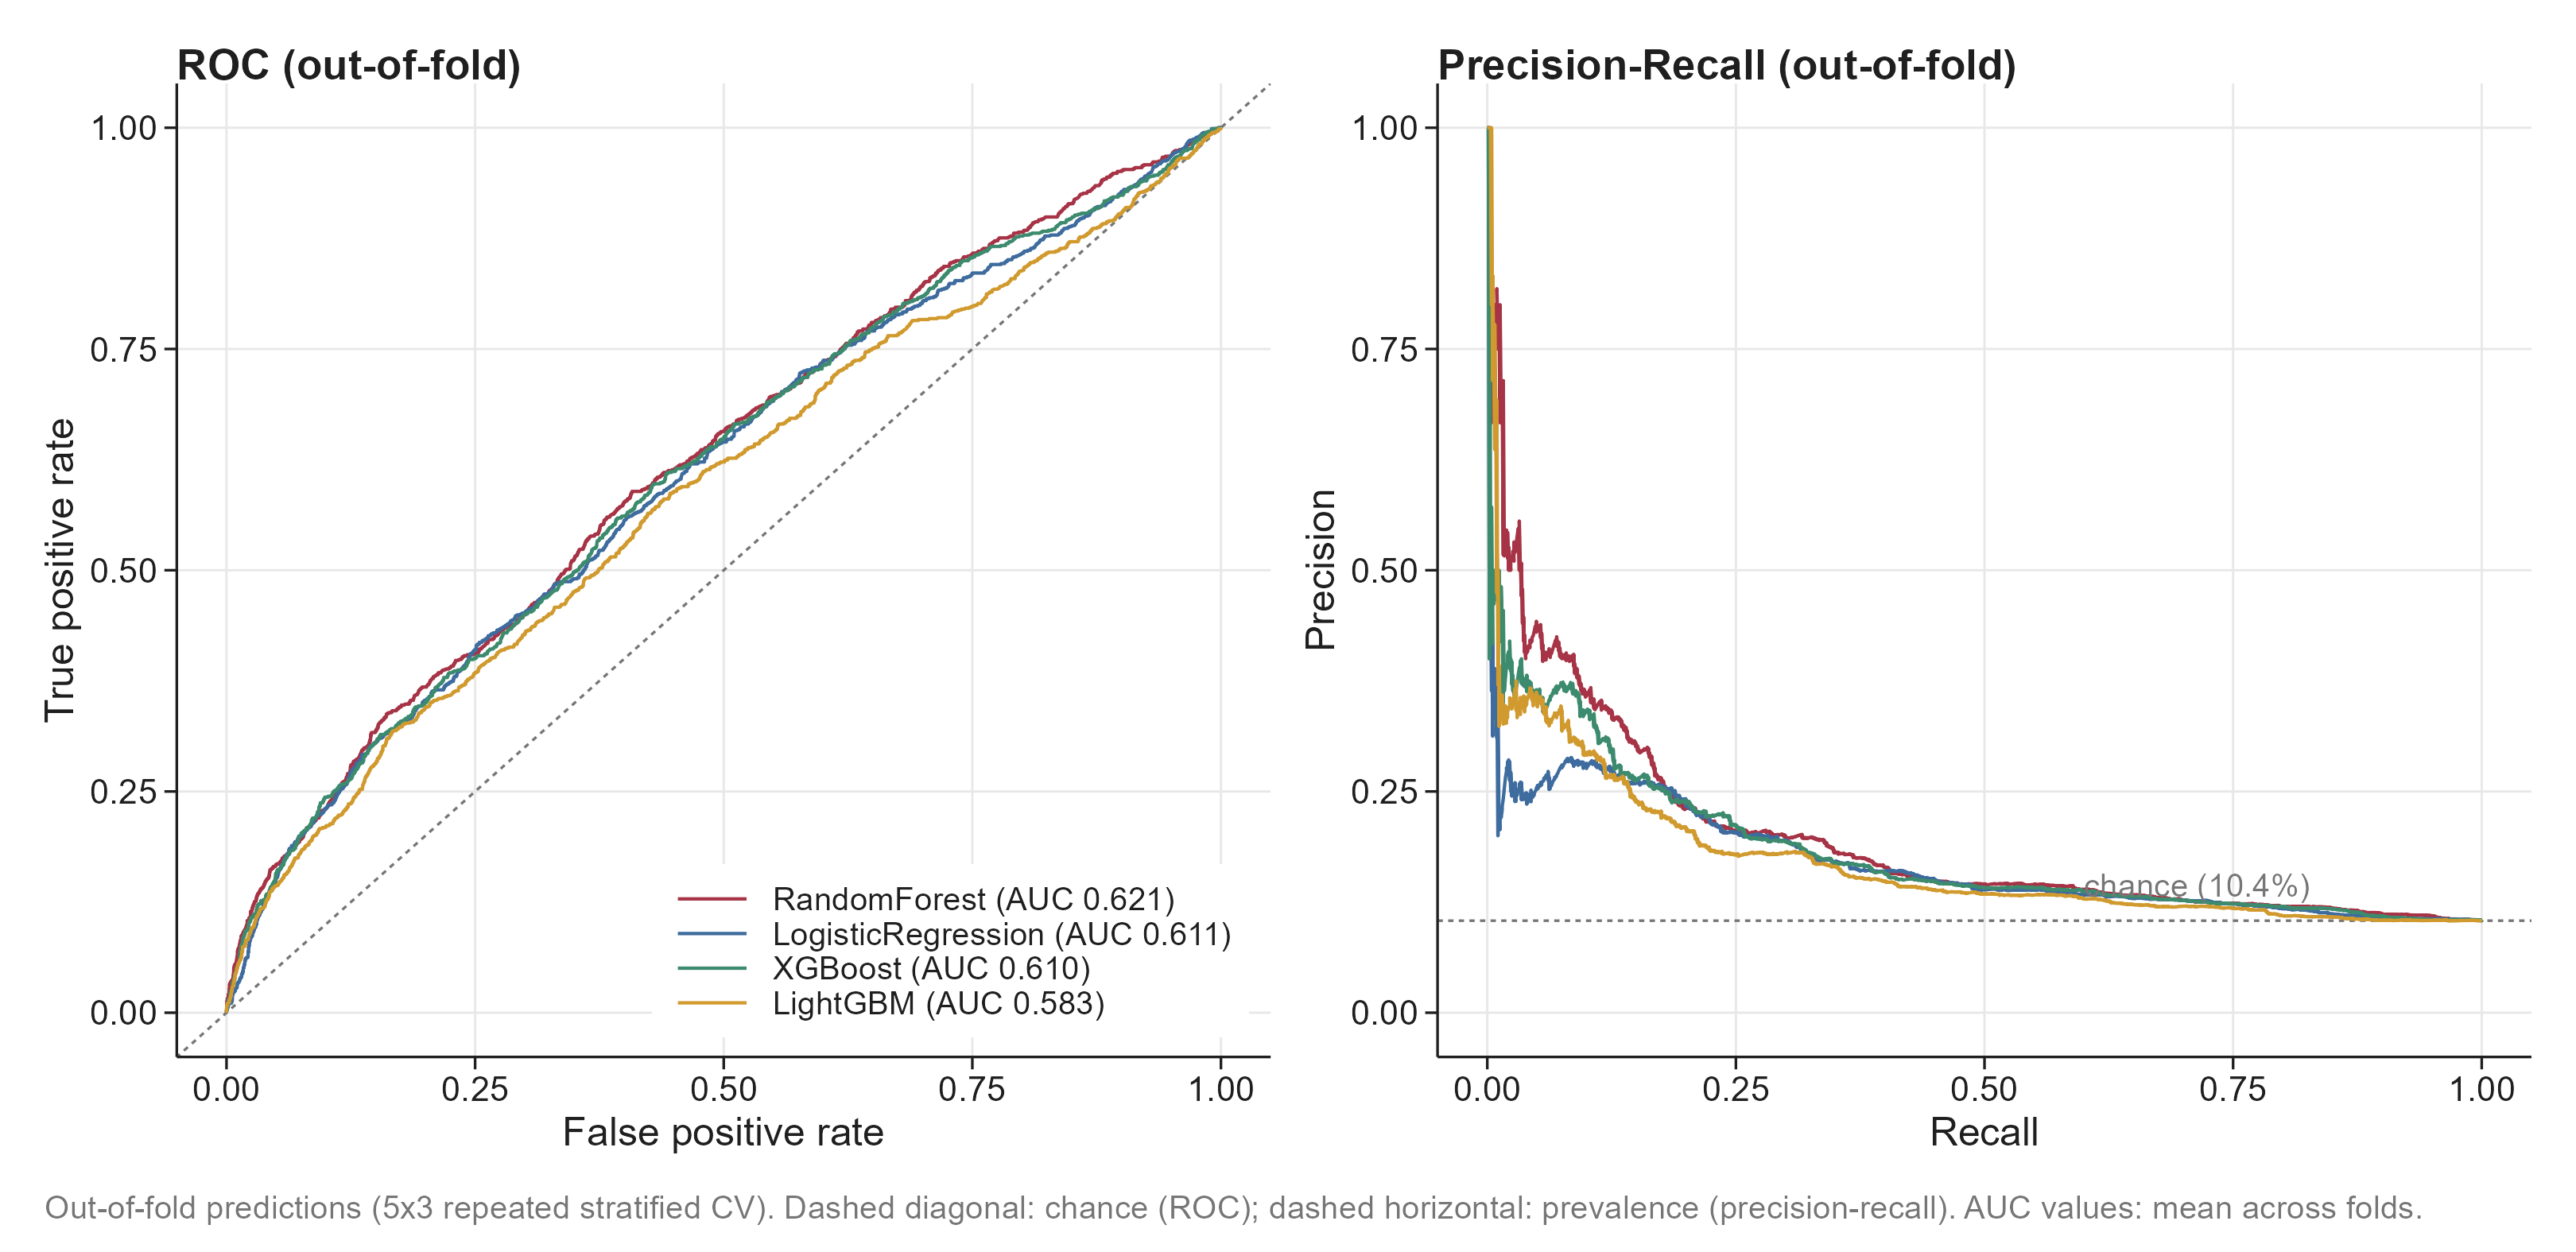 ROC (out-of-fold)
1.00
0.75
0.50
0.25
0.00
True positive rate
0.00 0.25 0.50 0.75 1.00
False positive rate
RandomForest (AUC 0.621)
LogisticRegression (AUC 0.611)
XGBoost (AUC 0.610)
LightGBM (AUC 0.583)
Precision-Recall (out-of-fold)
1.00
0.75
0.50
0.25
0.00
Precision
chance (10.4%)
0.00 0.25 0.50 0.75 1.00
Recall
Out-of-fold predictions (5x3 repeated stratified CV). Dashed diagonal: chance (ROC); dashed horizontal: prevalence (precision-recall). AUC values: mean across folds.